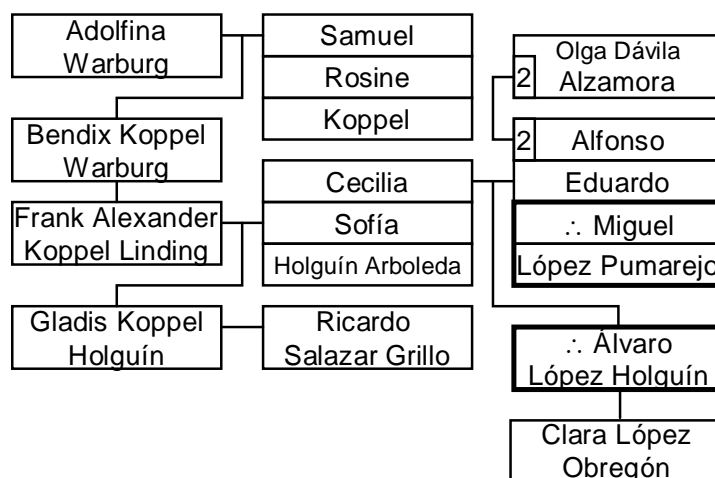 Adolfina
Warburg
Samuel
Rosine
Koppel
Olga Dávila
2 Alzamora
Bendix Koppel
Warburg
2 Alfonso
Eduardo
∴ Miguel
López Pumarejo
Cecilia
Sofía
Holguín Arboleda
Frank Alexander
Koppel Linding
Gladis Koppel
Holguín
Ricardo
Salazar Grillo
∴ Álvaro
López Holguín
Clara López
Obregón